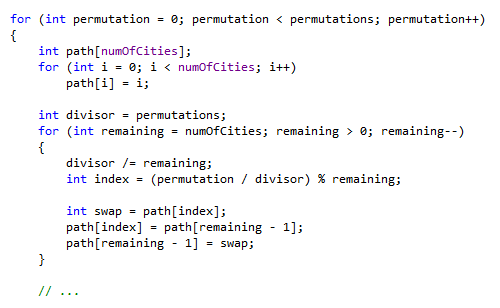 for (int permutation = 0; permutation < permutations; permutation++)
{
    int path[numOfCities];
    for (int i = 0; i < numOfCities; i++)
        path[i] = i;

    int divisor = permutations;
    for (int remaining = numOfCities; remaining > 0; remaining--)
    {
        divisor /= remaining;
        int index = (permutation / divisor) % remaining;

        int swap = path[index];
        path[index] = path[remaining - 1];
        path[remaining - 1] = swap;
    }

    // ...